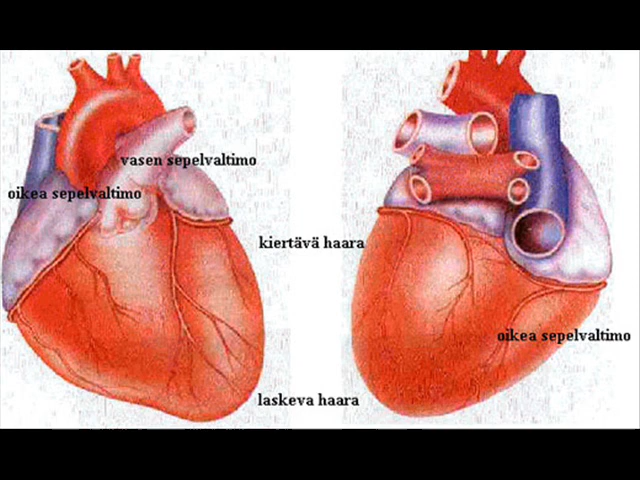 vasen sepelvaltimo
oikea sepelvaltimo
kiertävä haara
oikea sepelvaltimo
laskeva haara